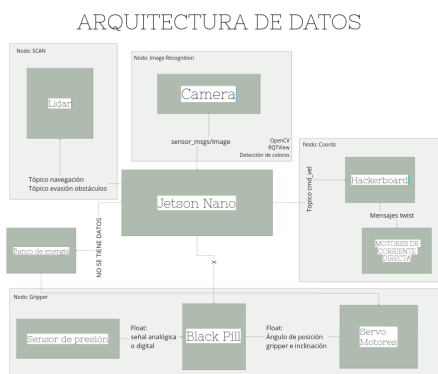 ARQUITECTURA DE DATOS
Nodo: SCAN
Lidar
Tópico navegación
Tópico evasión obstáculos
Nodo: Image Recognition
Camera
sensor_msgs/Image
OpenCV
RQTView
Detección de colores
Jetson Nano
Nodo: Coords
Topico cmd_vel
Hackerboard
Mensajes twist
MOTORES DE
CORRIENTE
DIRECTA
Banco de energía
NO SE TIENE DATOS
X
Nodo: Gripper
Sensor de presión
Float:
señal analógica
o digital
Black Pill
Float:
Ángulo de posición
gripper e inclinación
Servo
Motores